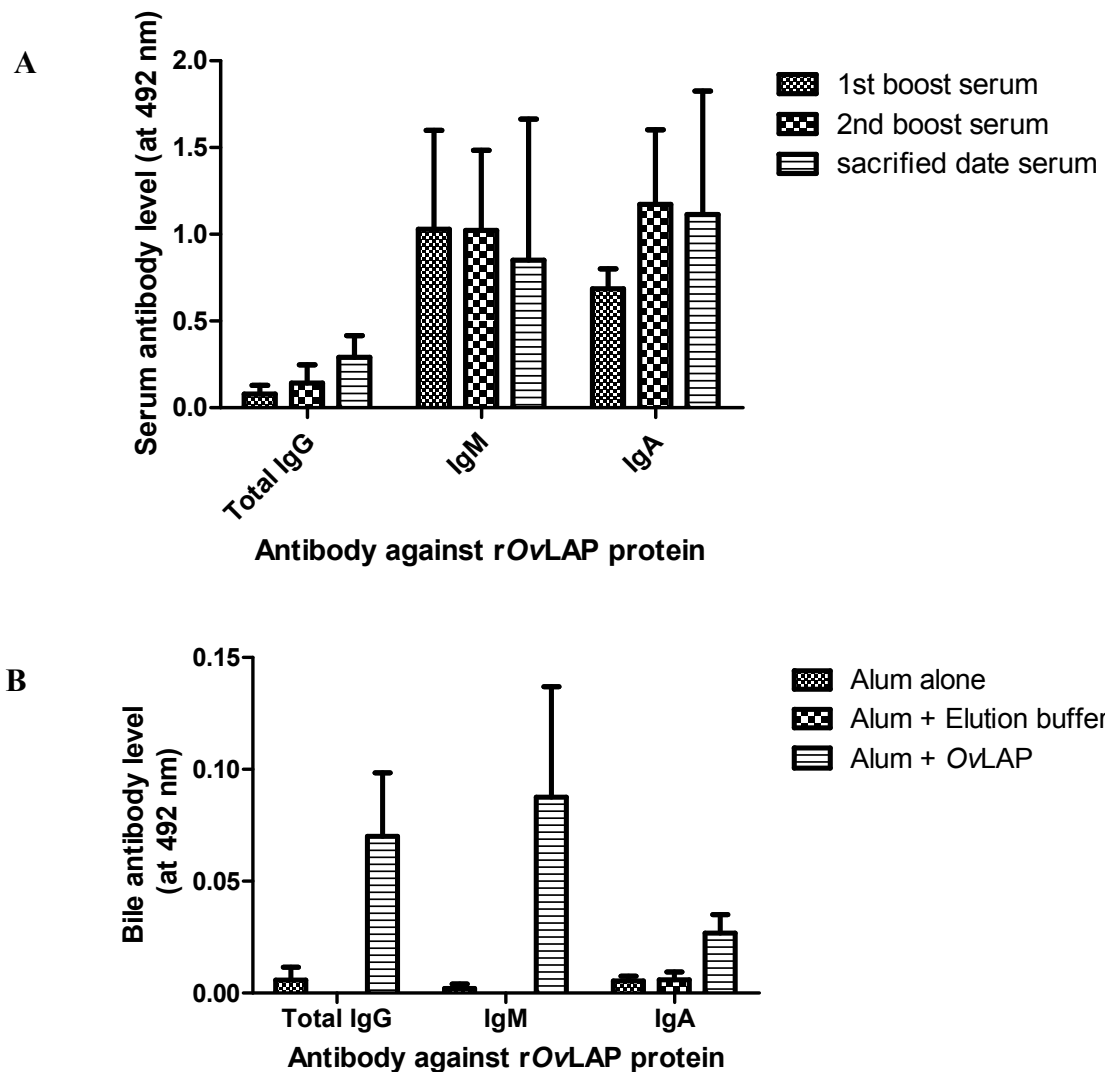 A
2.0
1.5
1.0
0.5
0.0
Serum antibody level (at 492 nm)
Total IgG
IgM
IgA
Antibody against rOvLAP protein
1st boost serum
2nd boost serum
sacrified date serum
B
0.15
0.10
0.05
0.00
Bile antibody level
(at 492 nm)
Total IgG
IgM
IgA
Antibody against rOvLAP protein
Alum alone
Alum + Elution buffer
Alum + OvLAP